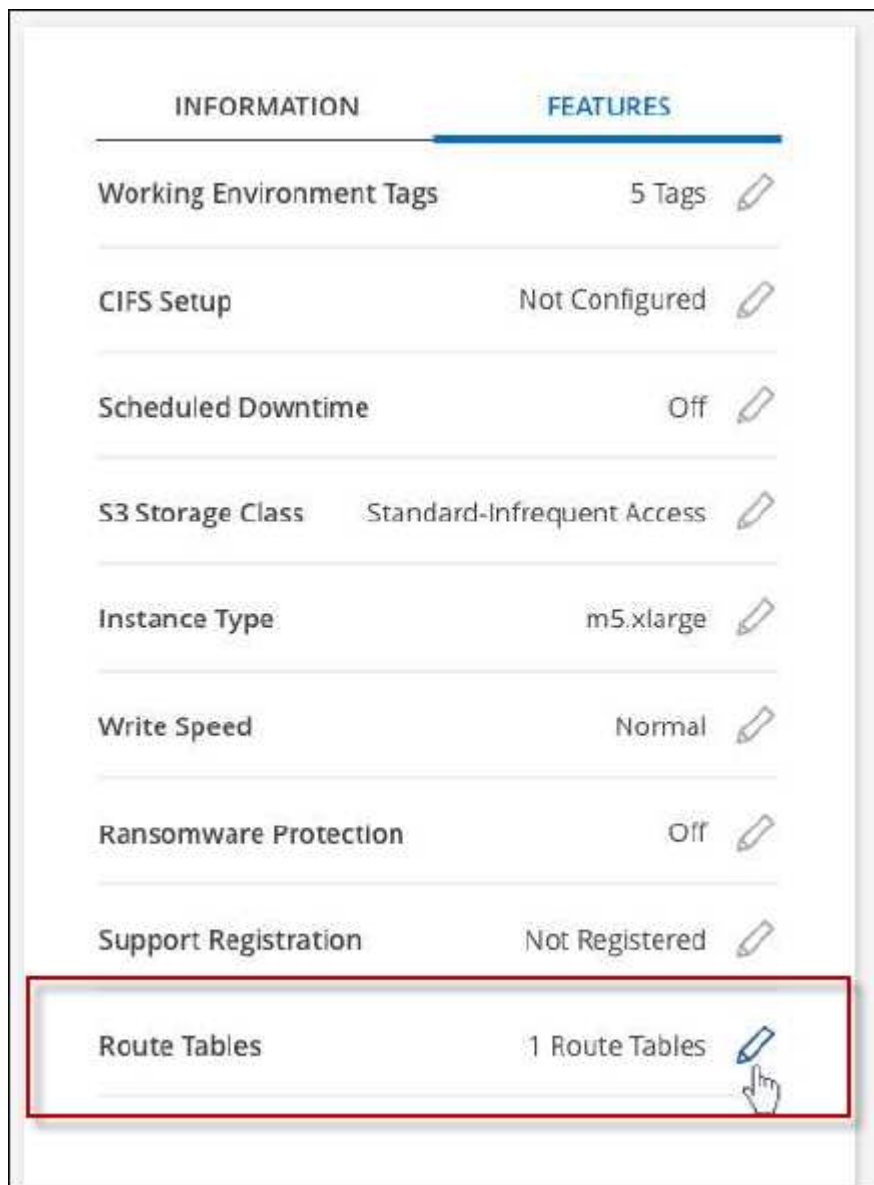 INFORMATION FEATURES
Working Environment Tags 5 Tags
CIFS Setup Not Configured
Scheduled Downtime Off
S3 Storage Class Standard-Infrequent Access
Instance Type m5.xlarge
Write Speed Normal
Ransomware Protection Off
Support Registration Not Registered
Route Tables 1 Route Tables